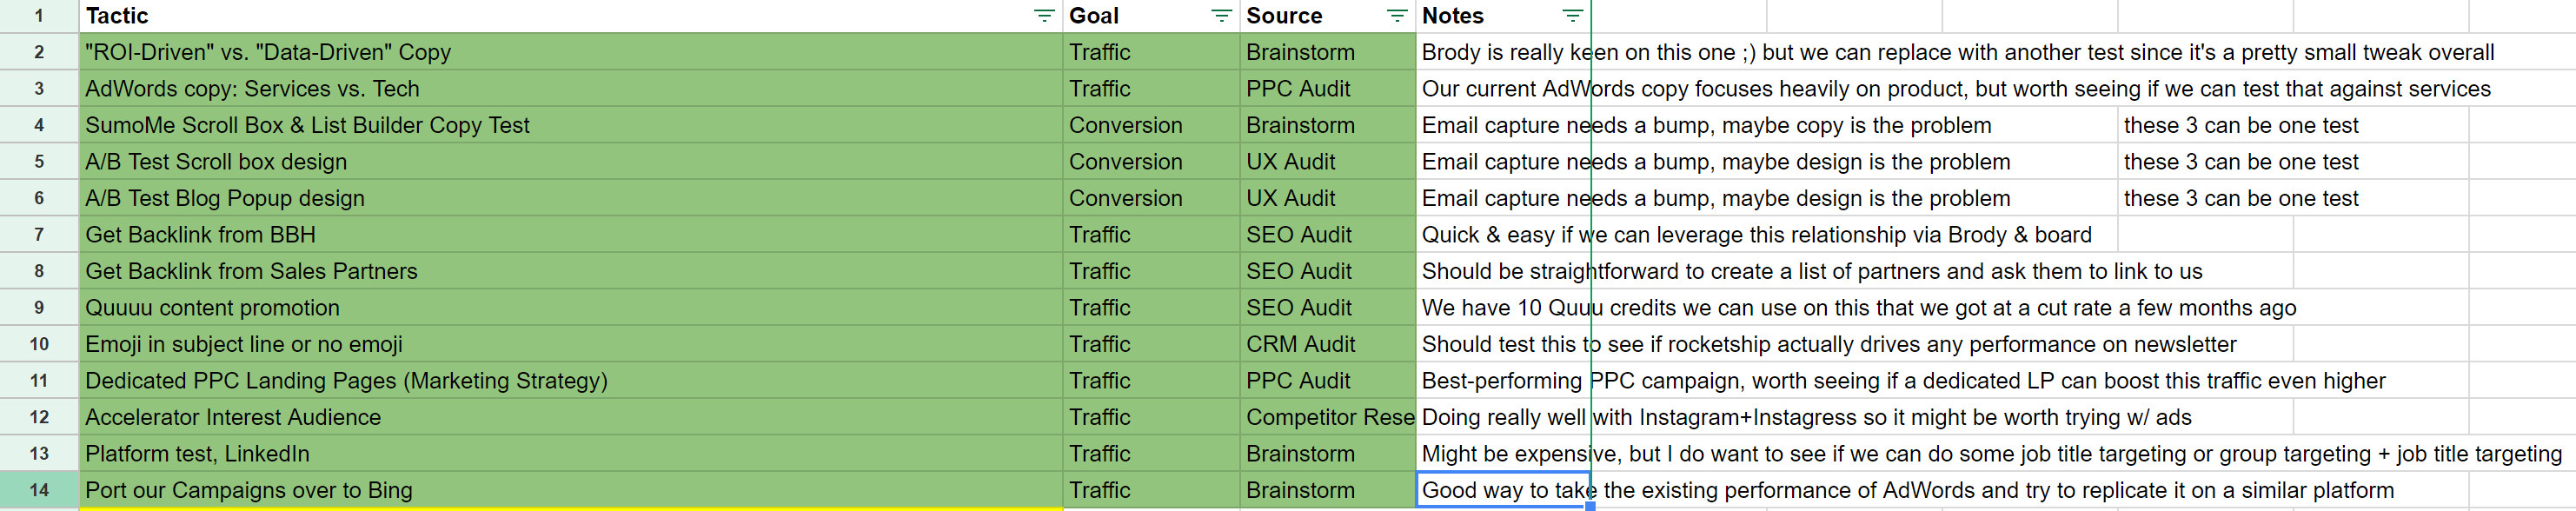 1 Tactic Goal Source Notes
2 "ROI-Driven" vs. "Data-Driven" Copy Traffic Brainstorm Brody is really keen on this one ;) but we can replace with another test since it's a pretty small tweak overall
3 AdWords copy: Services vs. Tech Traffic PPC Audit Our current AdWords copy focuses heavily on product, but worth seeing if we can test that against services
4 SumoMe Scroll Box & List Builder Copy Test Conversion Brainstorm Email capture needs a bump, maybe copy is the problem these 3 can be one test
5 A/B Test Scroll box design Conversion UX Audit Email capture needs a bump, maybe design is the problem these 3 can be one test
6 A/B Test Blog Popup design Conversion UX Audit Email capture needs a bump, maybe design is the problem these 3 can be one test
7 Get Backlink from BBH Traffic SEO Audit Quick & easy if we can leverage this relationship via Brody & board
8 Get Backlink from Sales Partners Traffic SEO Audit Should be straightforward to create a list of partners and ask them to link to us
9 Quuuu content promotion Traffic SEO Audit We have 10 Quuu credits we can use on this that we got at a cut rate a few months ago
10 Emoji in subject line or no emoji Traffic CRM Audit Should test this to see if rocketship actually drives any performance on newsletter
11 Dedicated PPC Landing Pages (Marketing Strategy) Traffic PPC Audit Best-performing PPC campaign, worth seeing if a dedicated LP can boost this traffic even higher
12 Accelerator Interest Audience Traffic Competitor Rese Doing really well with Instagram+Instagress so it might be worth trying w/ ads
13 Platform test, LinkedIn Traffic Brainstorm Might be expensive, but I do want to see if we can do some job title targeting or group targeting + job title targeting
14 Port our Campaigns over to Bing Traffic Brainstorm Good way to take the existing performance of AdWords and try to replicate it on a similar platform